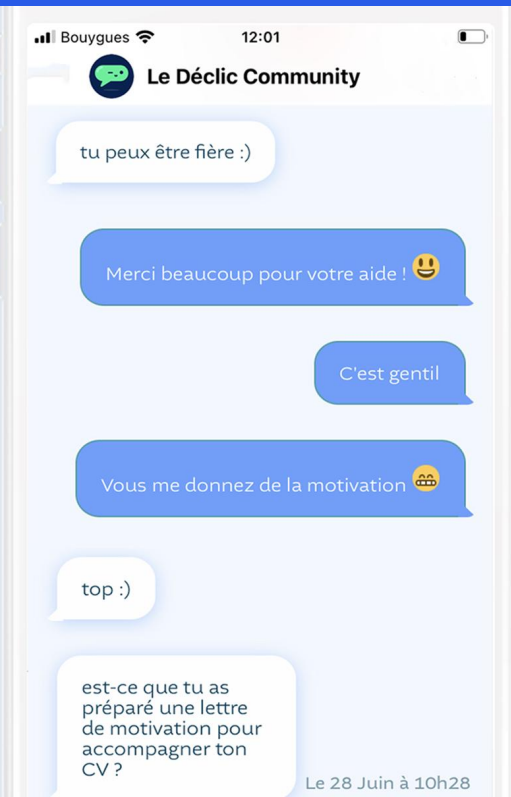 Bouygues 12:01
Le Déclic Community
tu peux être fière :)
Merci beaucoup pour votre aide ! 😃
C'est gentil
Vous me donnez de la motivation 😁
top :)
est-ce que tu as
préparé une lettre
de motivation pour
accompagner ton
CV ?
Le 28 Juin à 10h28